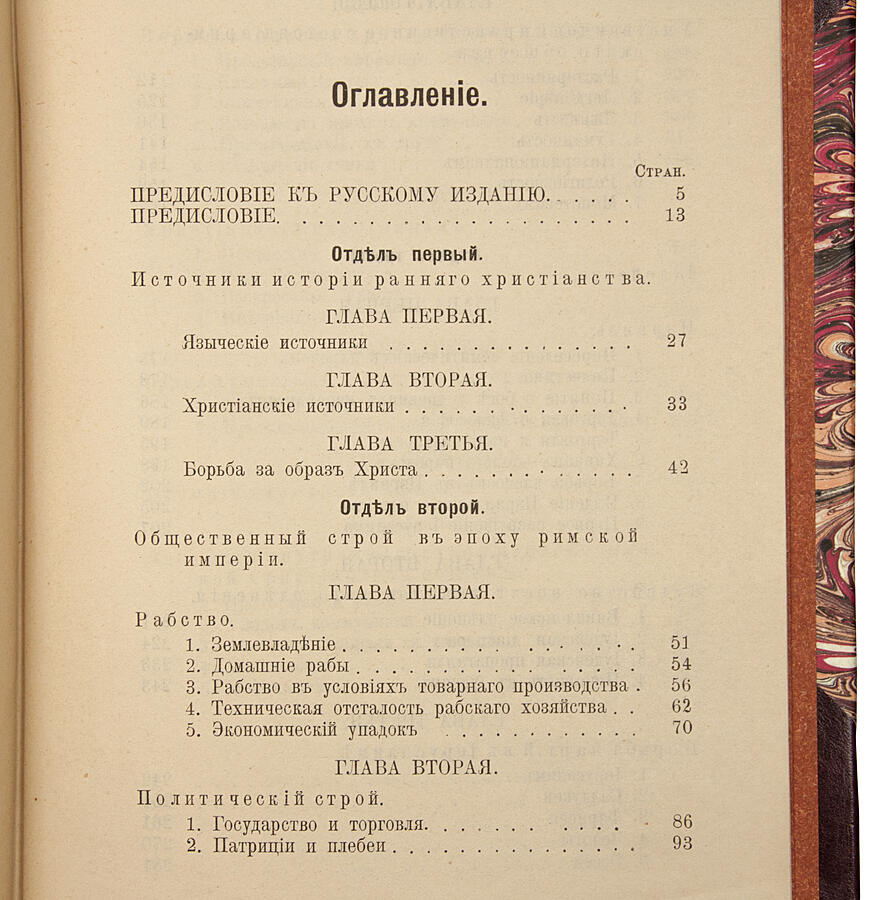 Оглавленіе.
Стран.
ПРЕДИСЛОВІЕ КЪ РУССКОМУ ИЗДАНІЮ. . . . . . 5
ПРЕДИСЛОВІЕ. . . . . . . . . . . . . . . . . . 13
Отдѣлъ первый.
Источники исторіи ранняго христіанства.
ГЛАВА ПЕРВАЯ.
Языческіе источники . . . . . . . . . . . . . . 27
ГЛАВА ВТОРАЯ.
Христіанскіе источники . . . . . . . . . . . . . 33
ГЛАВА ТРЕТЬЯ.
Борьба за образъ Христа . . . . . . . . . . . . 42
Отдѣлъ второй.
Общественный строй въ эпоху римской
имперіи.
ГЛАВА ПЕРВАЯ.
Рабство.
1. Землевладѣніе . . . . . . . . . . . . . . . 51
2. Домашніе рабы . . . . . . . . . . . . . . 54
3. Рабство въ условіяхъ товарнаго производства . 56
4. Техническая отсталость рабскаго хозяйства . . 62
5. Экономическій упадокъ . . . . . . . . . . 70
ГЛАВА ВТОРАЯ.
Политическій строй.
1. Государство и торговля. . . . . . . . . . . 86
2. Патриціи и плебеи . . . . . . . . . . . . . 93